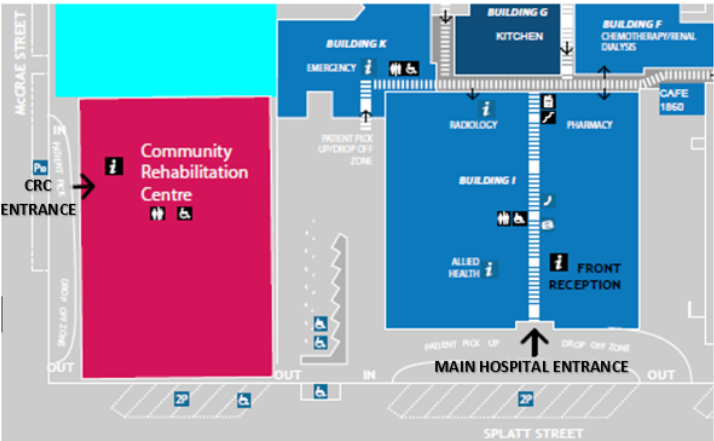 McCRAE STREET
BUILDING K
EMERGENCY i
BUILDING G
KITCHEN
BUILDING F
CHEMOTHERAPY/RENAL
DIALYSIS
CAFE
1860
IN
PATIENT PICK
UP/DROP OFF
ZONE
i
RADIOLOGY
PHARMACY
P10
PATIENT PICK
CRC
ENTRANCE
i Community
Rehabilitation
Centre
BUILDING I
ALLIED
HEALTH i
i FRONT
RECEPTION
DROP OFF ZONE
OUT
PATIENT PICK UP
DROP OFF ZONE
MAIN HOSPITAL ENTRANCE
OUT
IN
OUT
2P
2P
SPLATT STREET